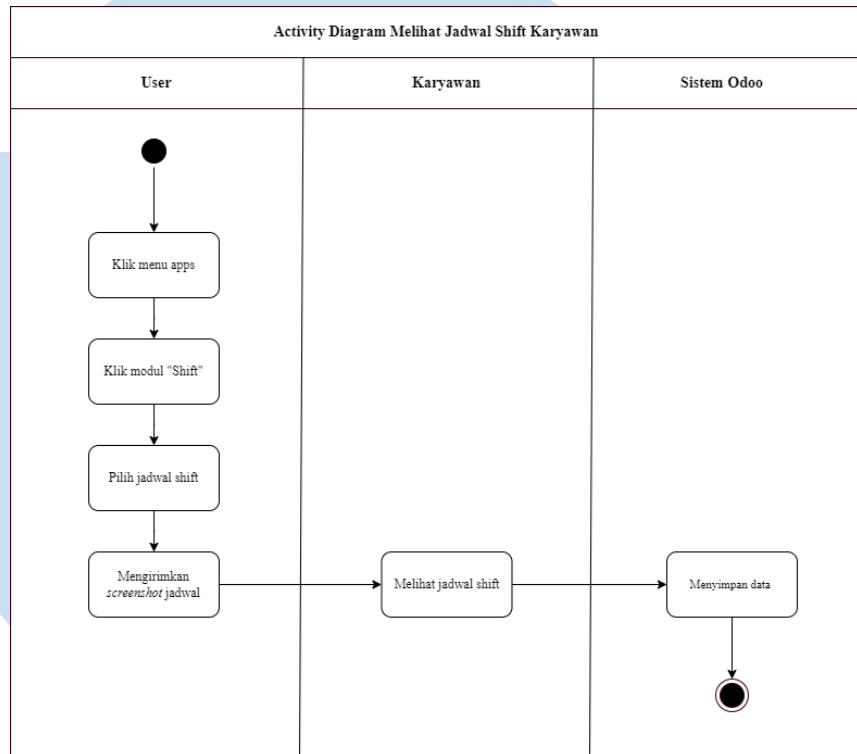 Activity Diagram Melihat Jadwal Shift Karyawan
User
Karyawan
Sistem Odoo
Klik menu apps
Klik modul "Shift"
Pilih jadwal shift
Mengirimkan
screenshot jadwal
Melihat jadwal shift
Menyimpan data